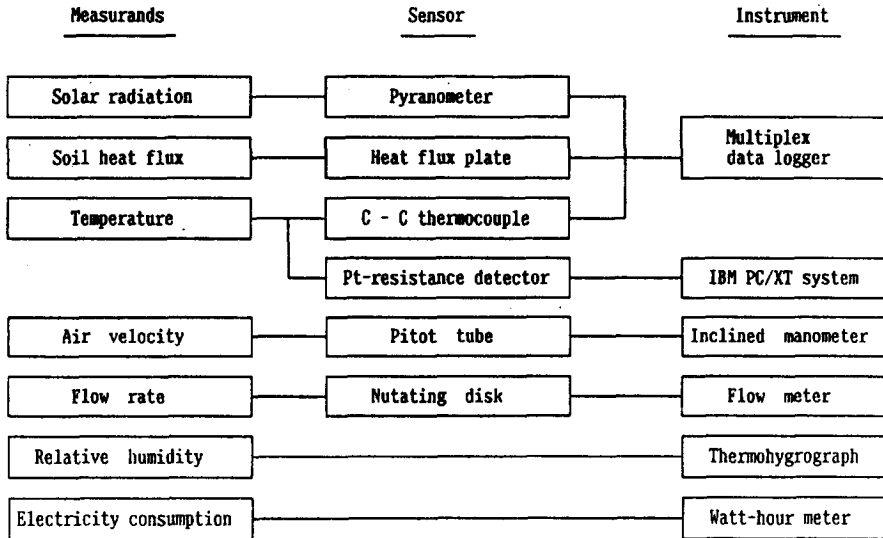 Measurands Sensor Instrument
Solar radiation Pyranometer
Multiplex
data logger
Soil heat flux Heat flux plate
Temperature C - C thermocouple
Pt-resistance detector IBM PC/XT system
Air velocity Pitot tube Inclined manometer
Flow rate Nutating disk Flow meter
Relative humidity Thermohygrograph
Electricity consumption Watt-hour meter